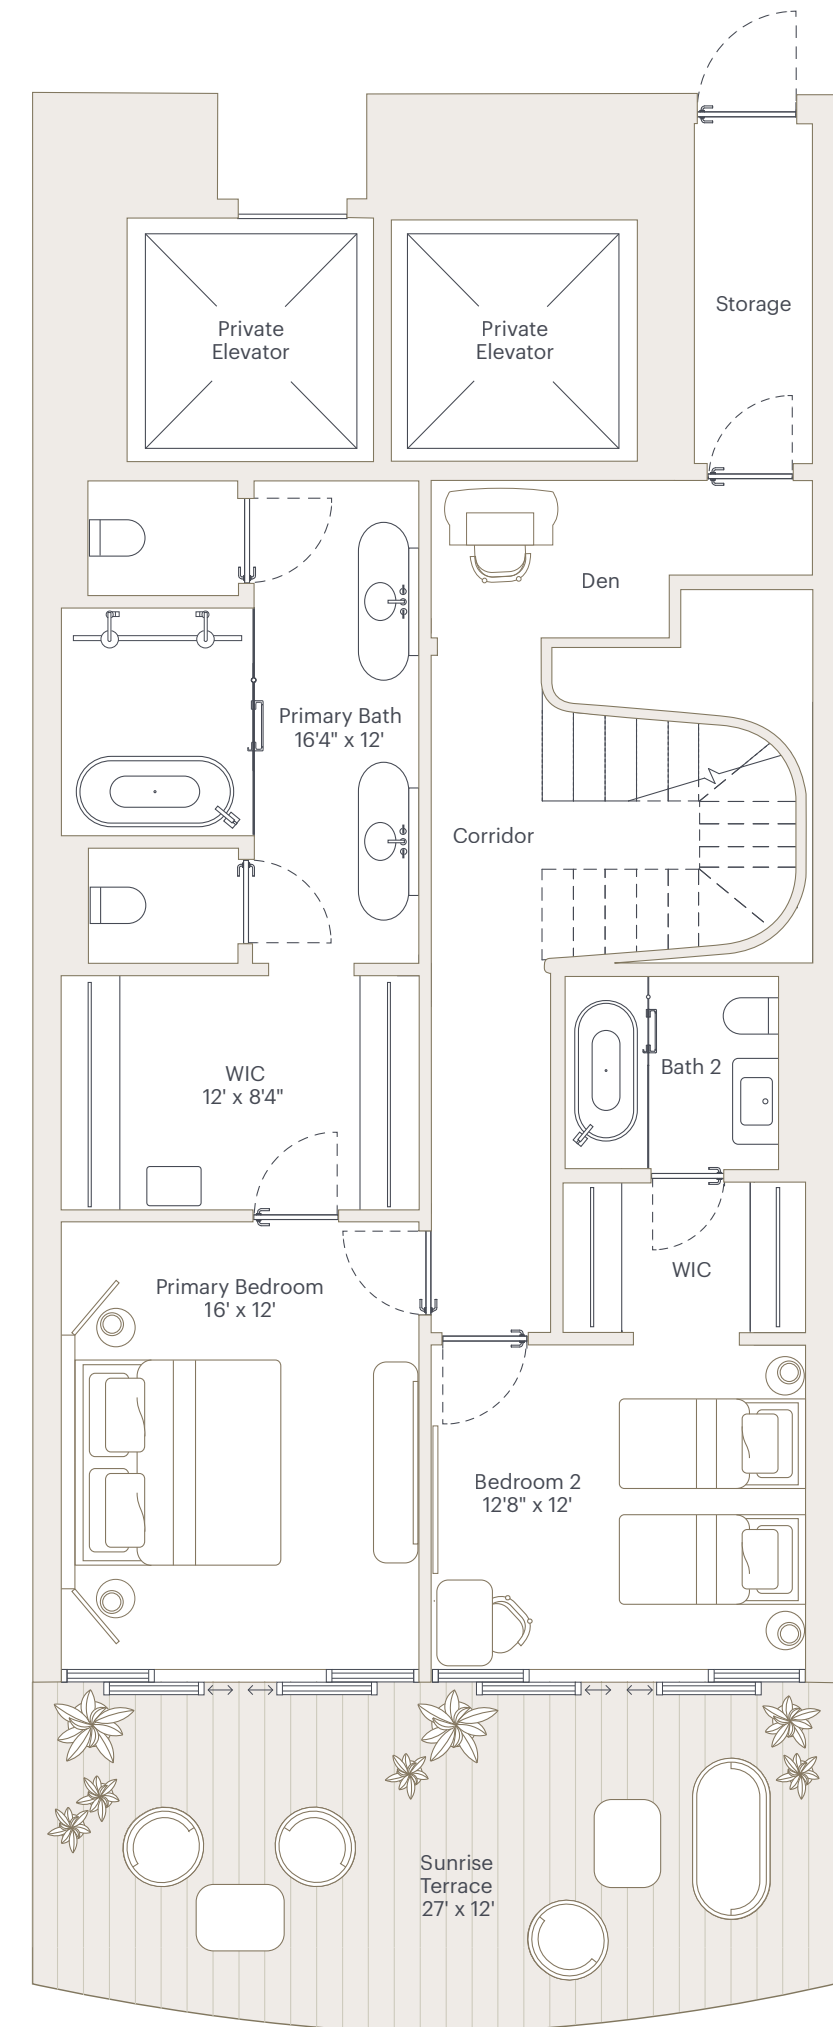 Storage
Private
Elevator
Private
Elevator
Den
Primary Bath
16'4" x 12'
Corridor
WIC
12' x 8'4"
Bath 2
WIC
Primary Bedroom
16' x 12'
Bedroom 2
12'8" x 12'
Sunrise
Terrace
27' x 12'